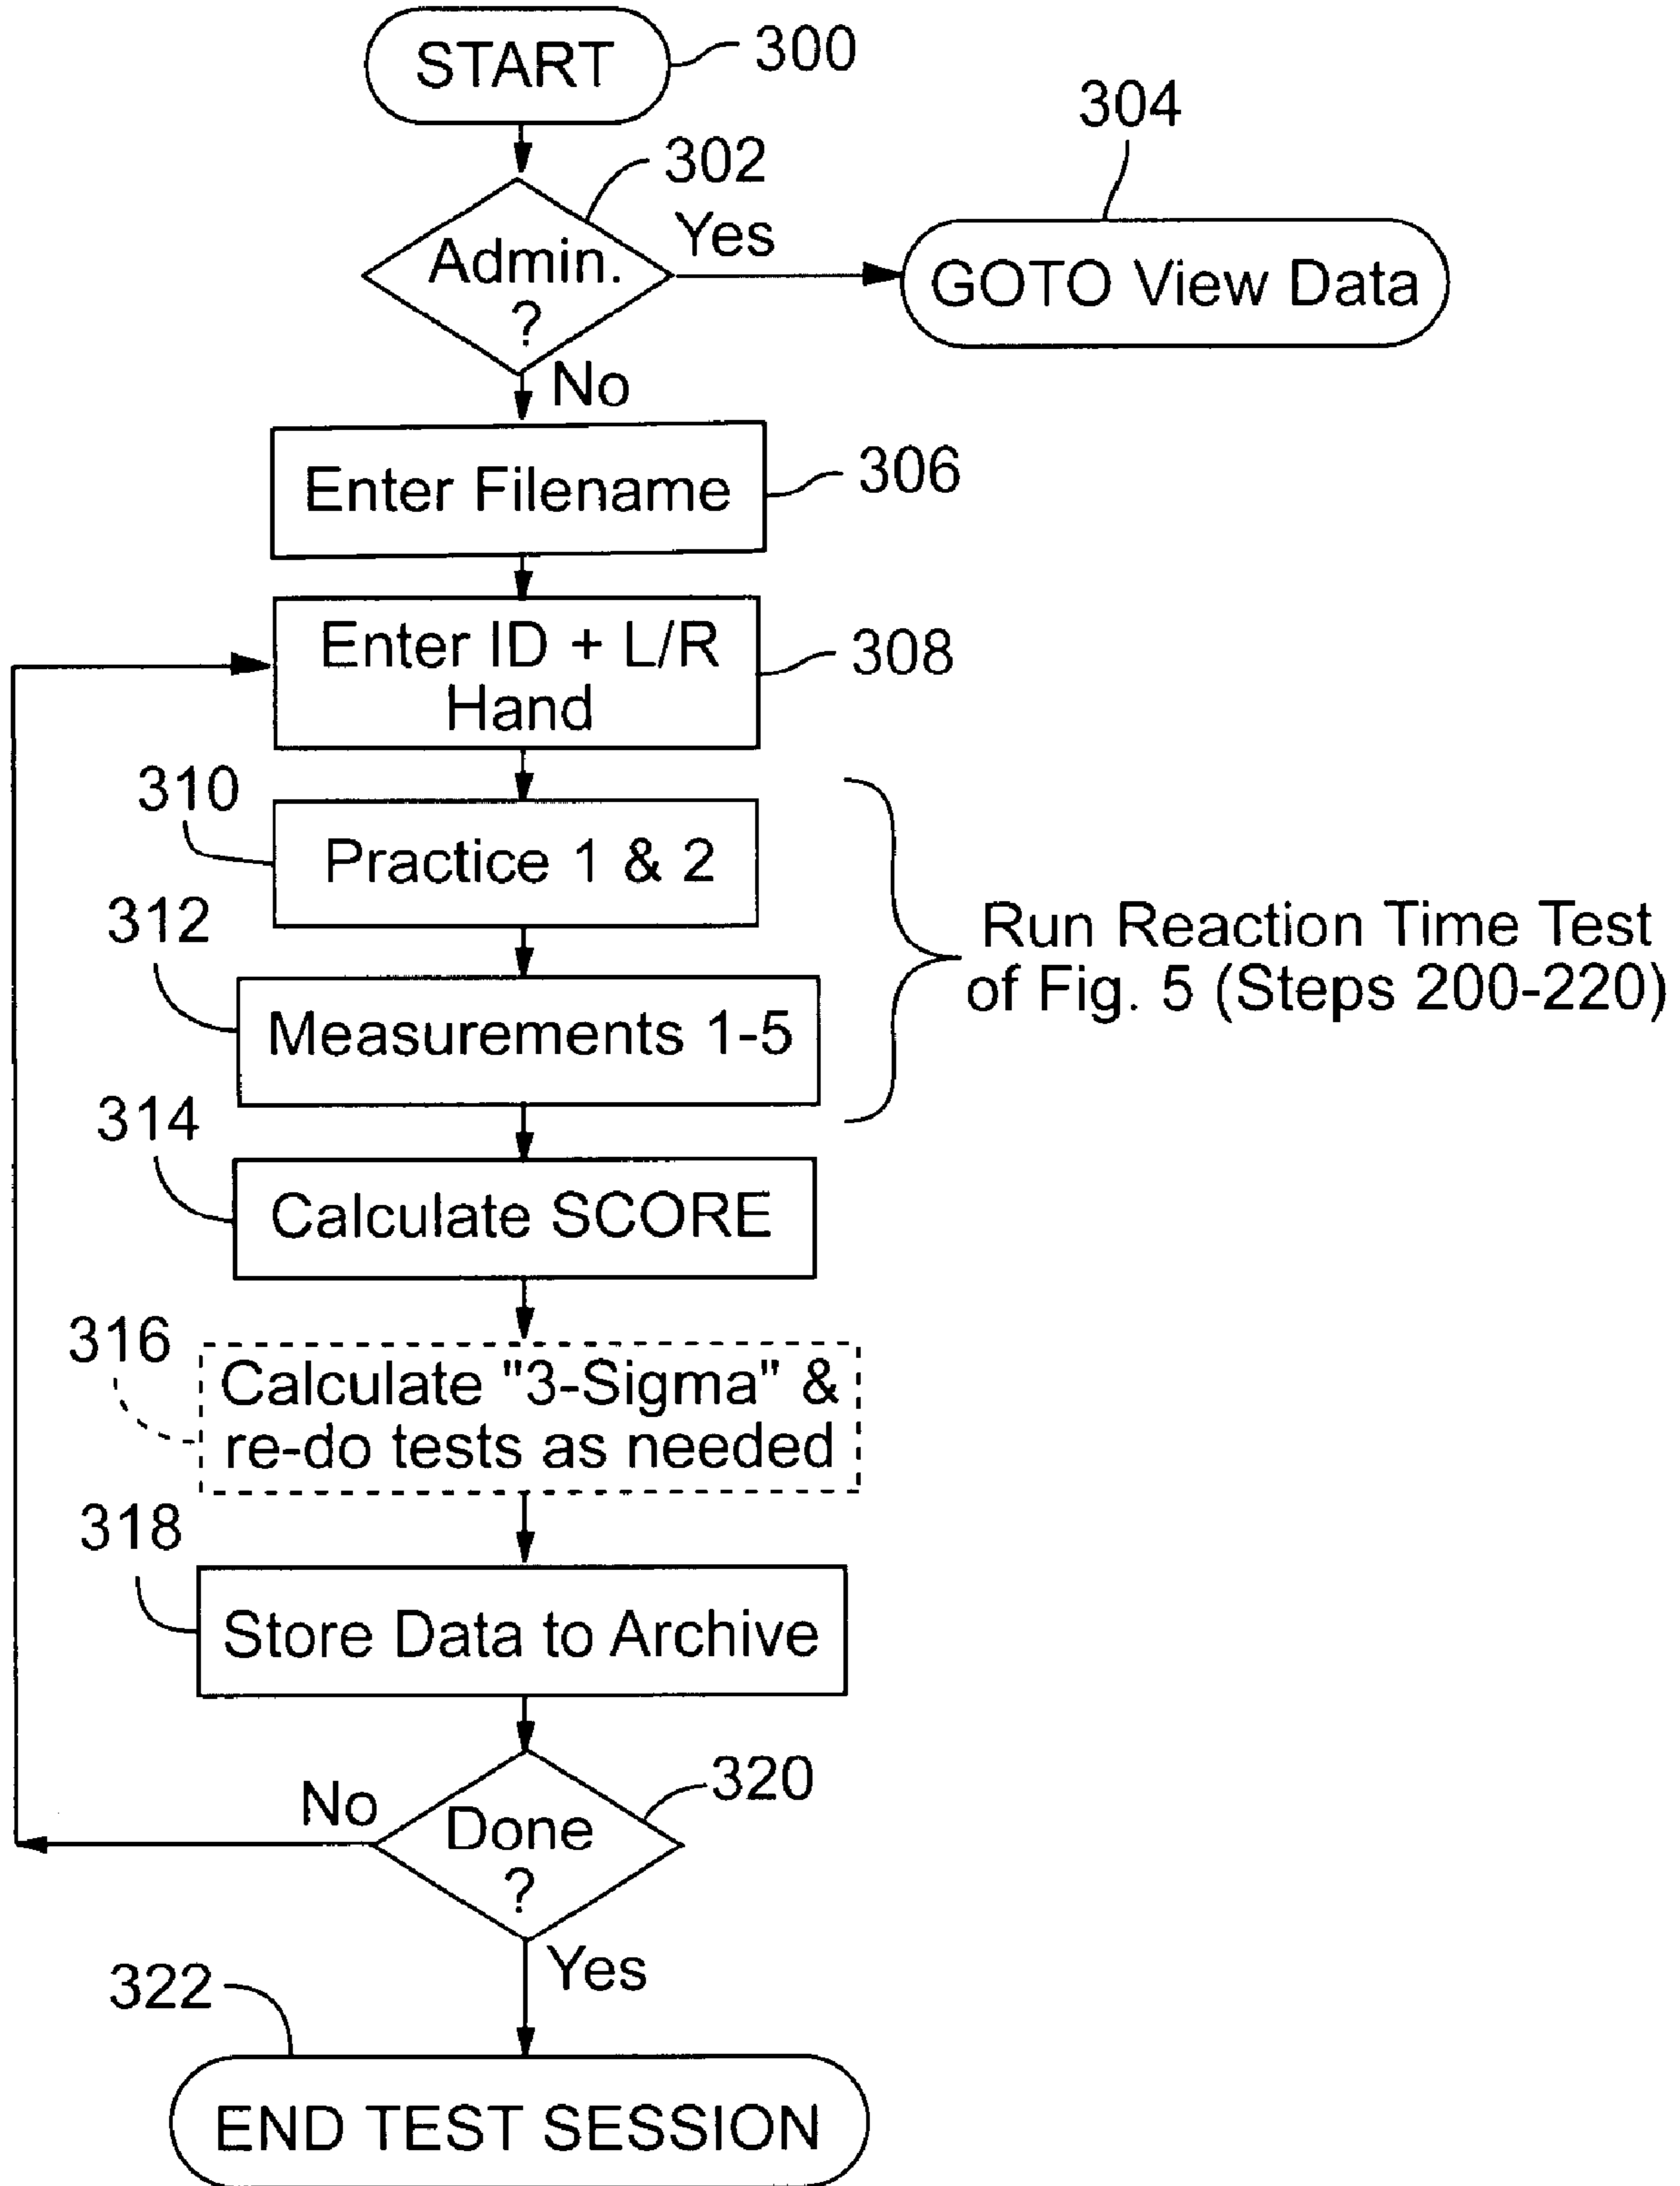 START
300
302
304
Admin.
?
Yes
GOTO View Data
No
Enter Filename
306
Enter ID + L/R
Hand
308
310
Practice 1 & 2
312
Measurements 1-5
Run Reaction Time Test
of Fig. 5 (Steps 200-220)
314
Calculate SCORE
316
Calculate "3-Sigma" &
re-do tests as needed
318
Store Data to Archive
320
No
Done
?
Yes
322
END TEST SESSION